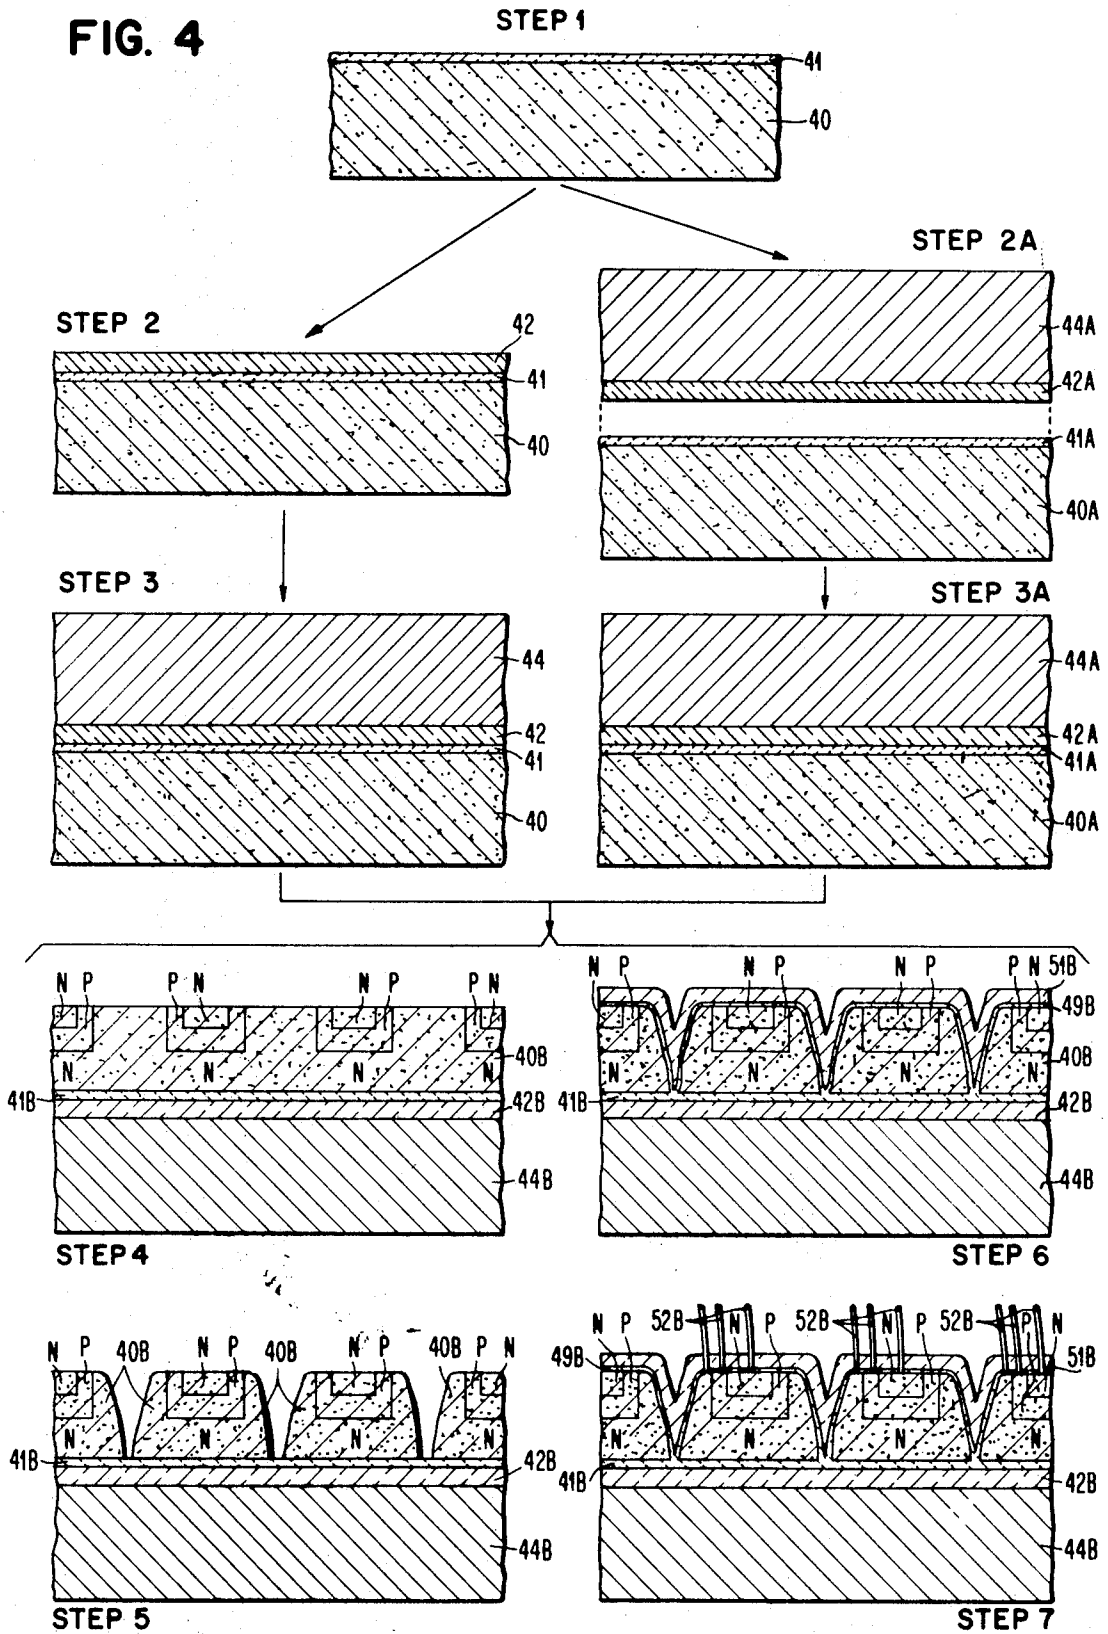 FIG. 4
STEP 1
41
40
STEP 2A
44A
42A
41A
40A
STEP 2
42
41
40
STEP 3
44
42
41
40
STEP 3A
44A
42A
41A
40A
N P P N N P P N
40B
N N N N
41B
42B
44B
STEP 4
N P N P N P P N 51B
49B
40B
N N N N
41B
42B
44B
STEP 6
N P 40B N P 40B N P 40B P N
N N N N
41B
42B
44B
STEP 5
N P 52B N P 52B N P 52B P N
49B
51B
N N N N
41B
42B
44B
STEP 7